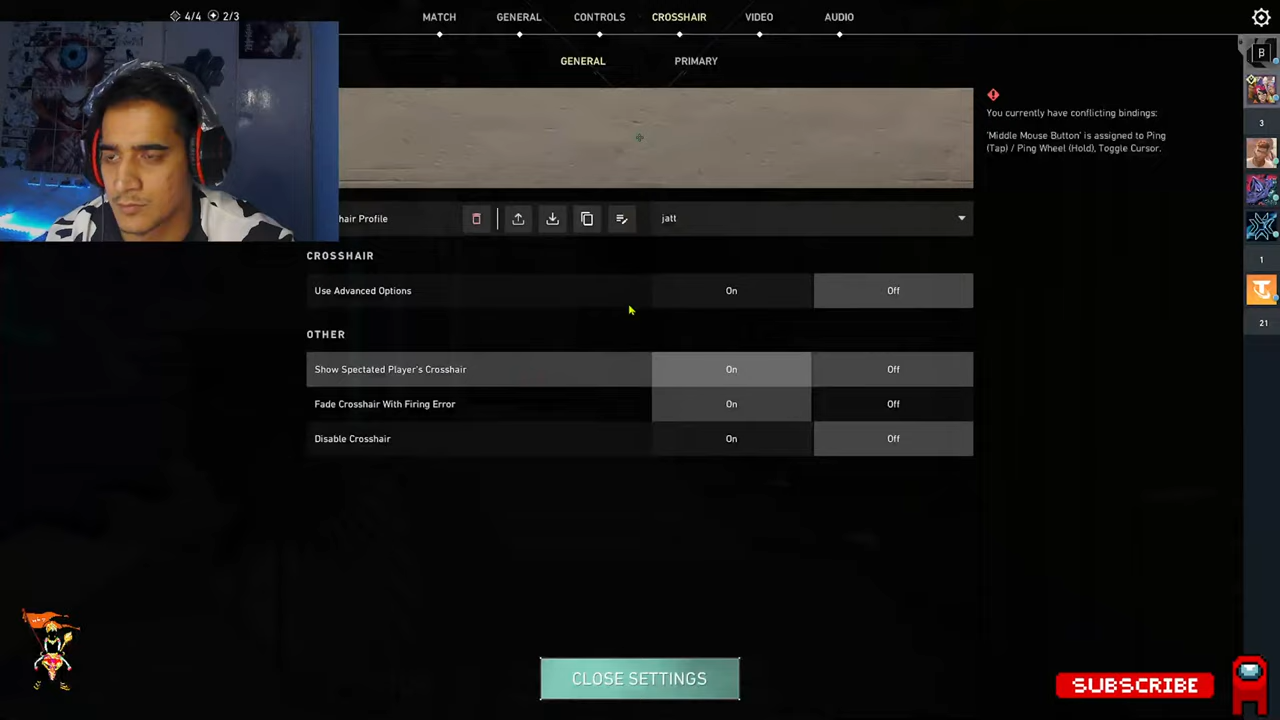 4/4 2/3
MATCH GENERAL CONTROLS CROSSHAIR VIDEO AUDIO
GENERAL PRIMARY
You currently have conflicting bindings:
'Middle Mouse Button' is assigned to Ping
(Tap) / Ping Wheel (Hold), Toggle Cursor.
hair Profile jatt
CROSSHAIR
Use Advanced Options On Off
OTHER
Show Spectated Player's Crosshair On Off
Fade Crosshair With Firing Error On Off
Disable Crosshair On Off
CLOSE SETTINGS
B
3
1
21
SUBSCRIBE